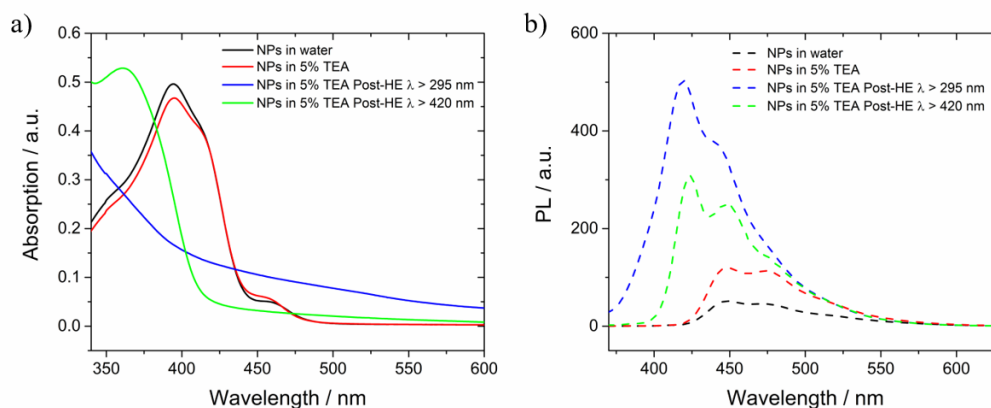 a)
0.6
0.5
0.4
0.3
0.2
0.1
0.0
Absorption / a.u.
NPs in water
NPs in 5% TEA
NPs in 5% TEA Post-HE λ > 295 nm
NPs in 5% TEA Post-HE λ > 420 nm
350 400 450 500 550 600
Wavelength / nm
b)
600
400
200
0
PL / a.u.
NPs in water
NPs in 5% TEA
NPs in 5% TEA Post-HE λ > 295 nm
NPs in 5% TEA Post-HE λ > 420 nm
400 450 500 550 600
Wavelength / nm